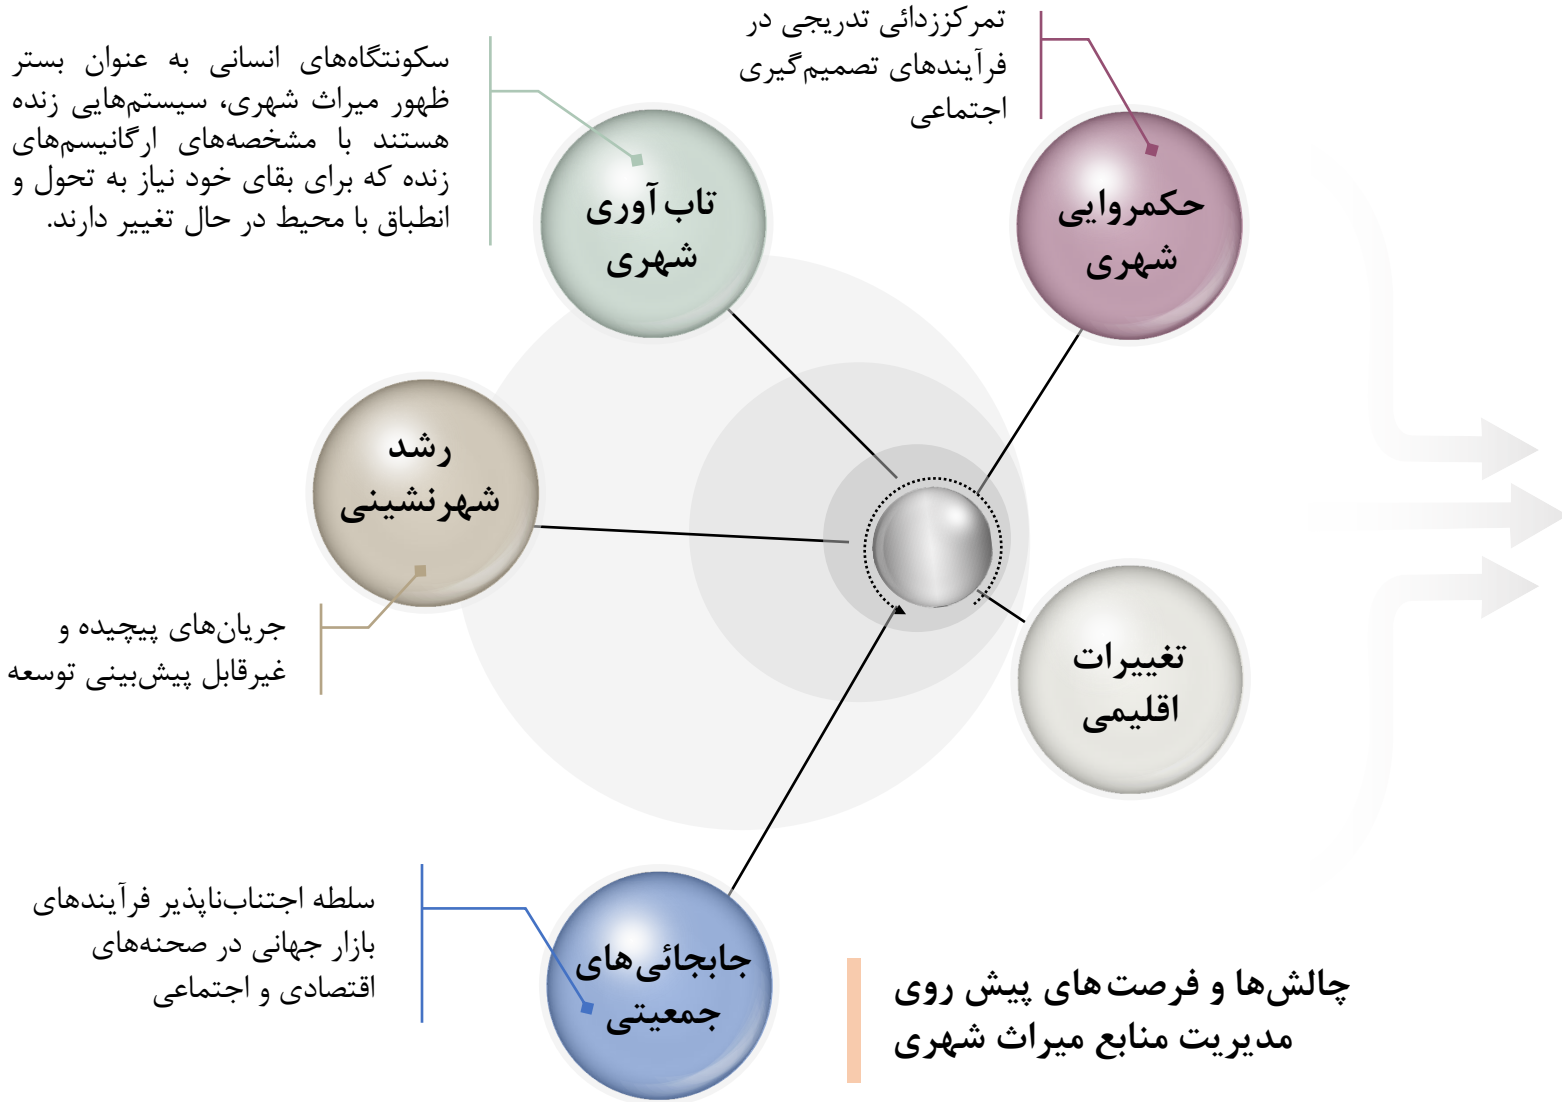 تمرکززدائی تدریجی در
فرآیندهای تصمیم‌گیری
اجتماعی
حکمروایی
شهری
سکونتگاه‌های انسانی به عنوان بستر
ظهور میراث شهری، سیستم‌هایی زنده
هستند با مشخصه‌های ارگانیسم‌های
زنده که برای بقای خود نیاز به تحول و
انطباق با محیط در حال تغییر دارند.
تاب‌آوری
شهری
رشد
شهرنشینی
جریان‌های پیچیده و
غیرقابل پیش‌بینی توسعه
تغییرات
اقلیمی
سلطه اجتناب‌ناپذیر فرآیندهای
بازار جهانی در صحنه‌های
اقتصادی و اجتماعی
جابجائی‌های
جمعیتی
چالش‌ها و فرصت‌های پیش روی
مدیریت منابع میراث شهری